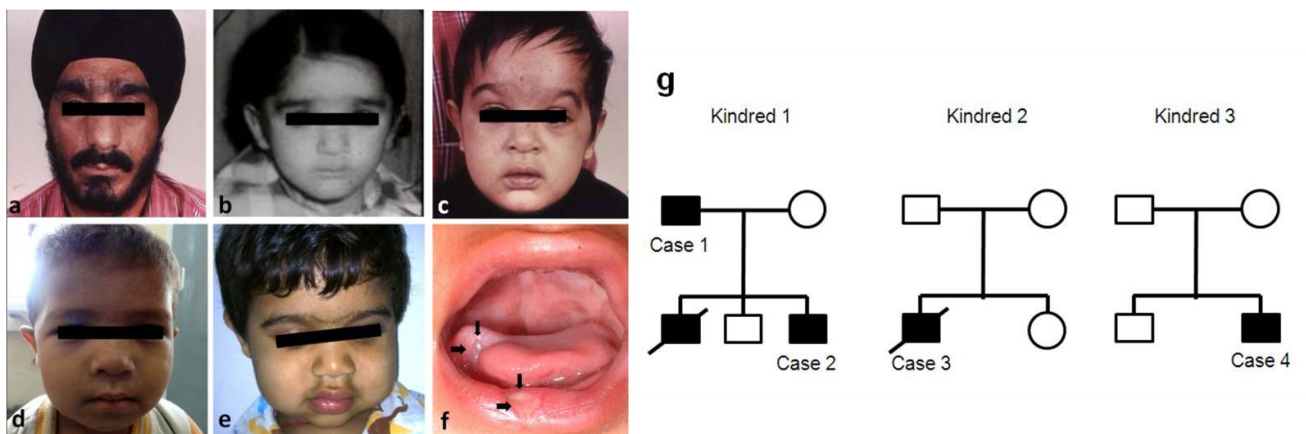 a
b
c
d
e
f
g
Kindred 1
Kindred 2
Kindred 3
Case 1
Case 2
Case 3
Case 4